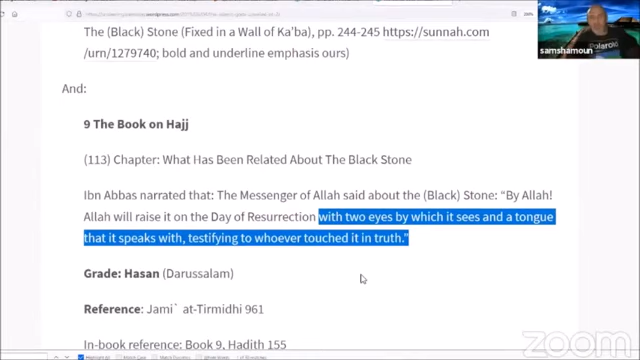 samshamoun
The (Black) Stone (Fixed in a Wall of Ka'ba), pp. 244-245 https://sunnah.com
/urn/1279740; bold and underline emphasis ours)
And:
9 The Book on Hajj
(113) Chapter: What Has Been Related About The Black Stone
Ibn Abbas narrated that: The Messenger of Allah said about the (Black) Stone: “By Allah!
Allah will raise it on the Day of Resurrection with two eyes by which it sees and a tongue
that it speaks with, testifying to whoever touched it in truth.”
Grade: Hasan (Darussalam)
Reference: Jami` at-Tirmidhi 961
In-book reference: Book 9, Hadith 155
zoom